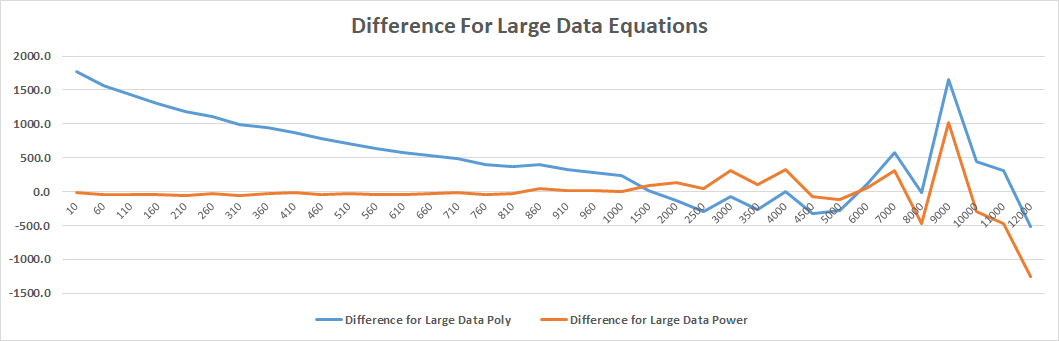 Difference For Large Data Equations
2000.0
1500.0
1000.0
500.0
0.0
-500.0
-1000.0
-1500.0
10 60 110 160 210 260 310 360 410 460 510 560 610 660 710 760 810 860 910 960 1000 1500 2000 2500 3000 3500 4000 4500 5000 6000 7000 8000 9000 10000 11000 12000
Difference for Large Data Poly Difference for Large Data Power